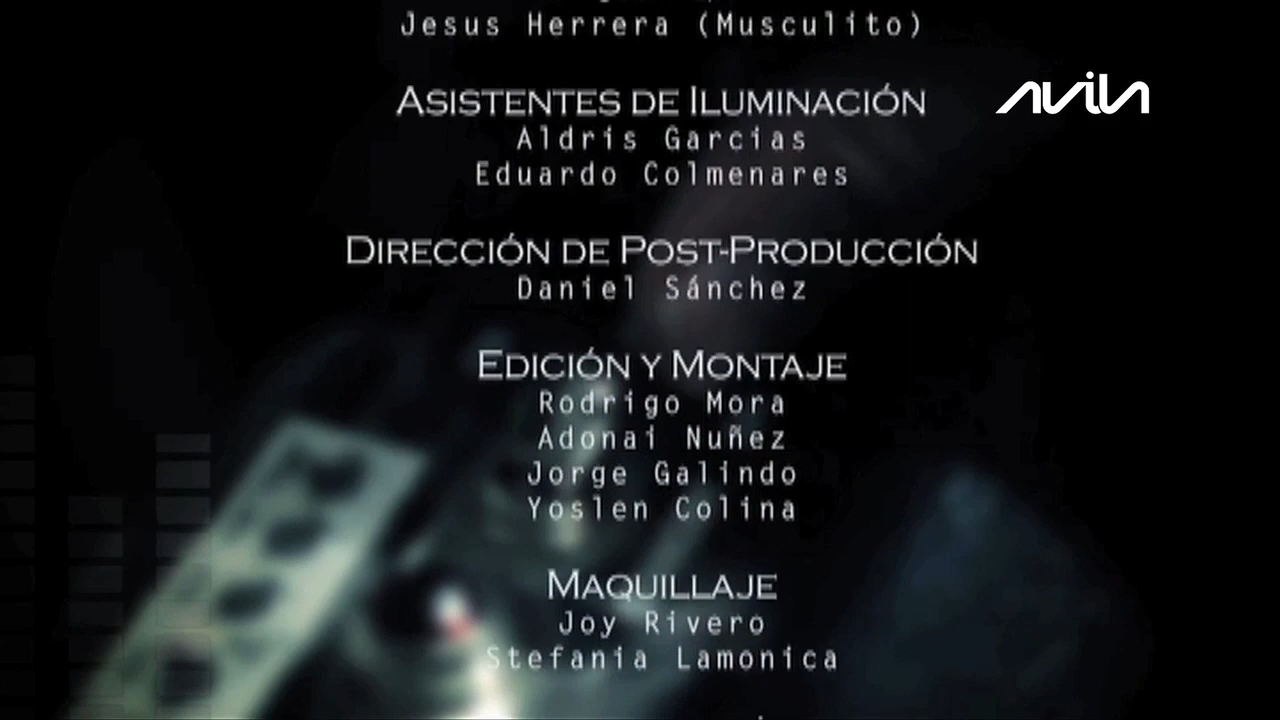 Jesus Herrera (Musculito)
avila
ASISTENTES DE ILUMINACIÓN
Aldris Garcias
Eduardo Colmenares
DIRECCIÓN DE POST-PRODUCCIÓN
Daniel Sánchez
EDICIÓN Y MONTAJE
Rodrigo Mora
Adonai Nuñez
Jorge Galindo
Yoslen Colina
MAQUILLAJE
Joy Rivero
Stefania Lamonica